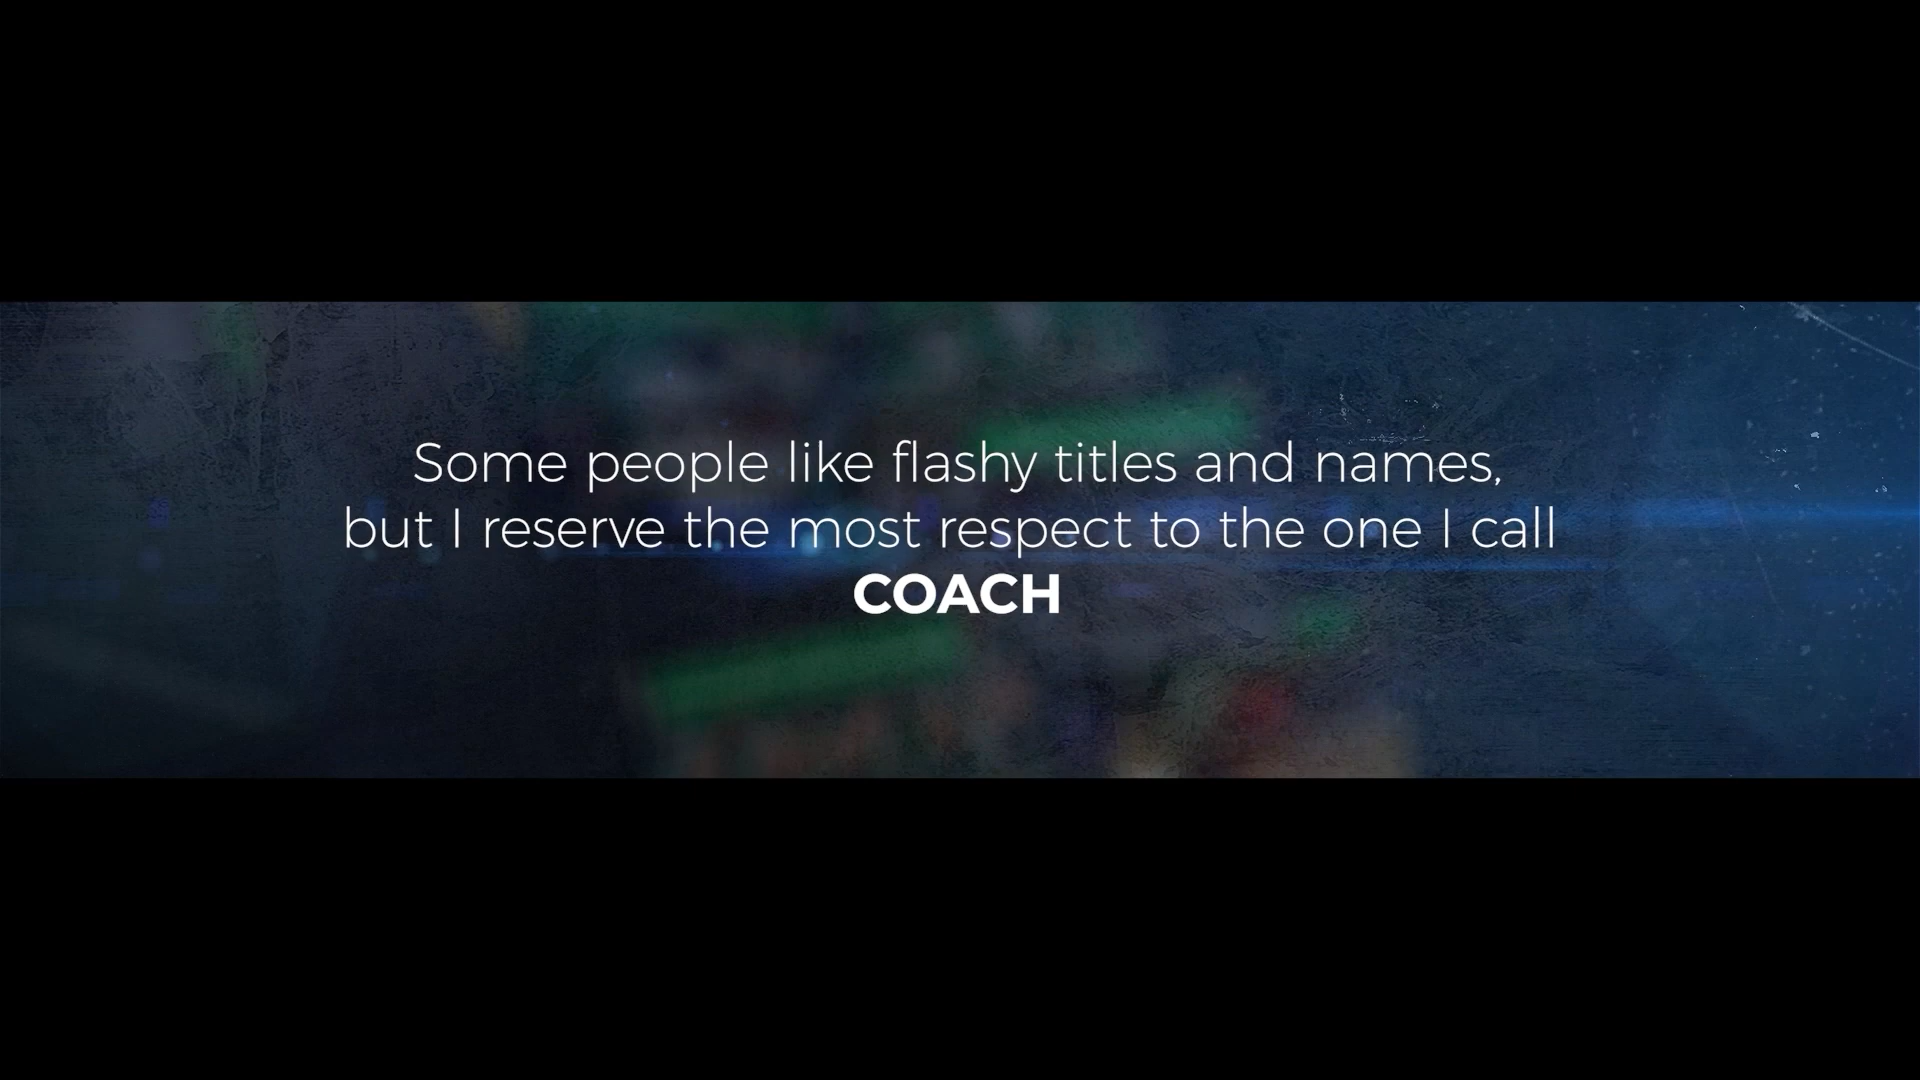 Some people like flashy titles and names,
but I reserve the most respect to the one I call
COACH